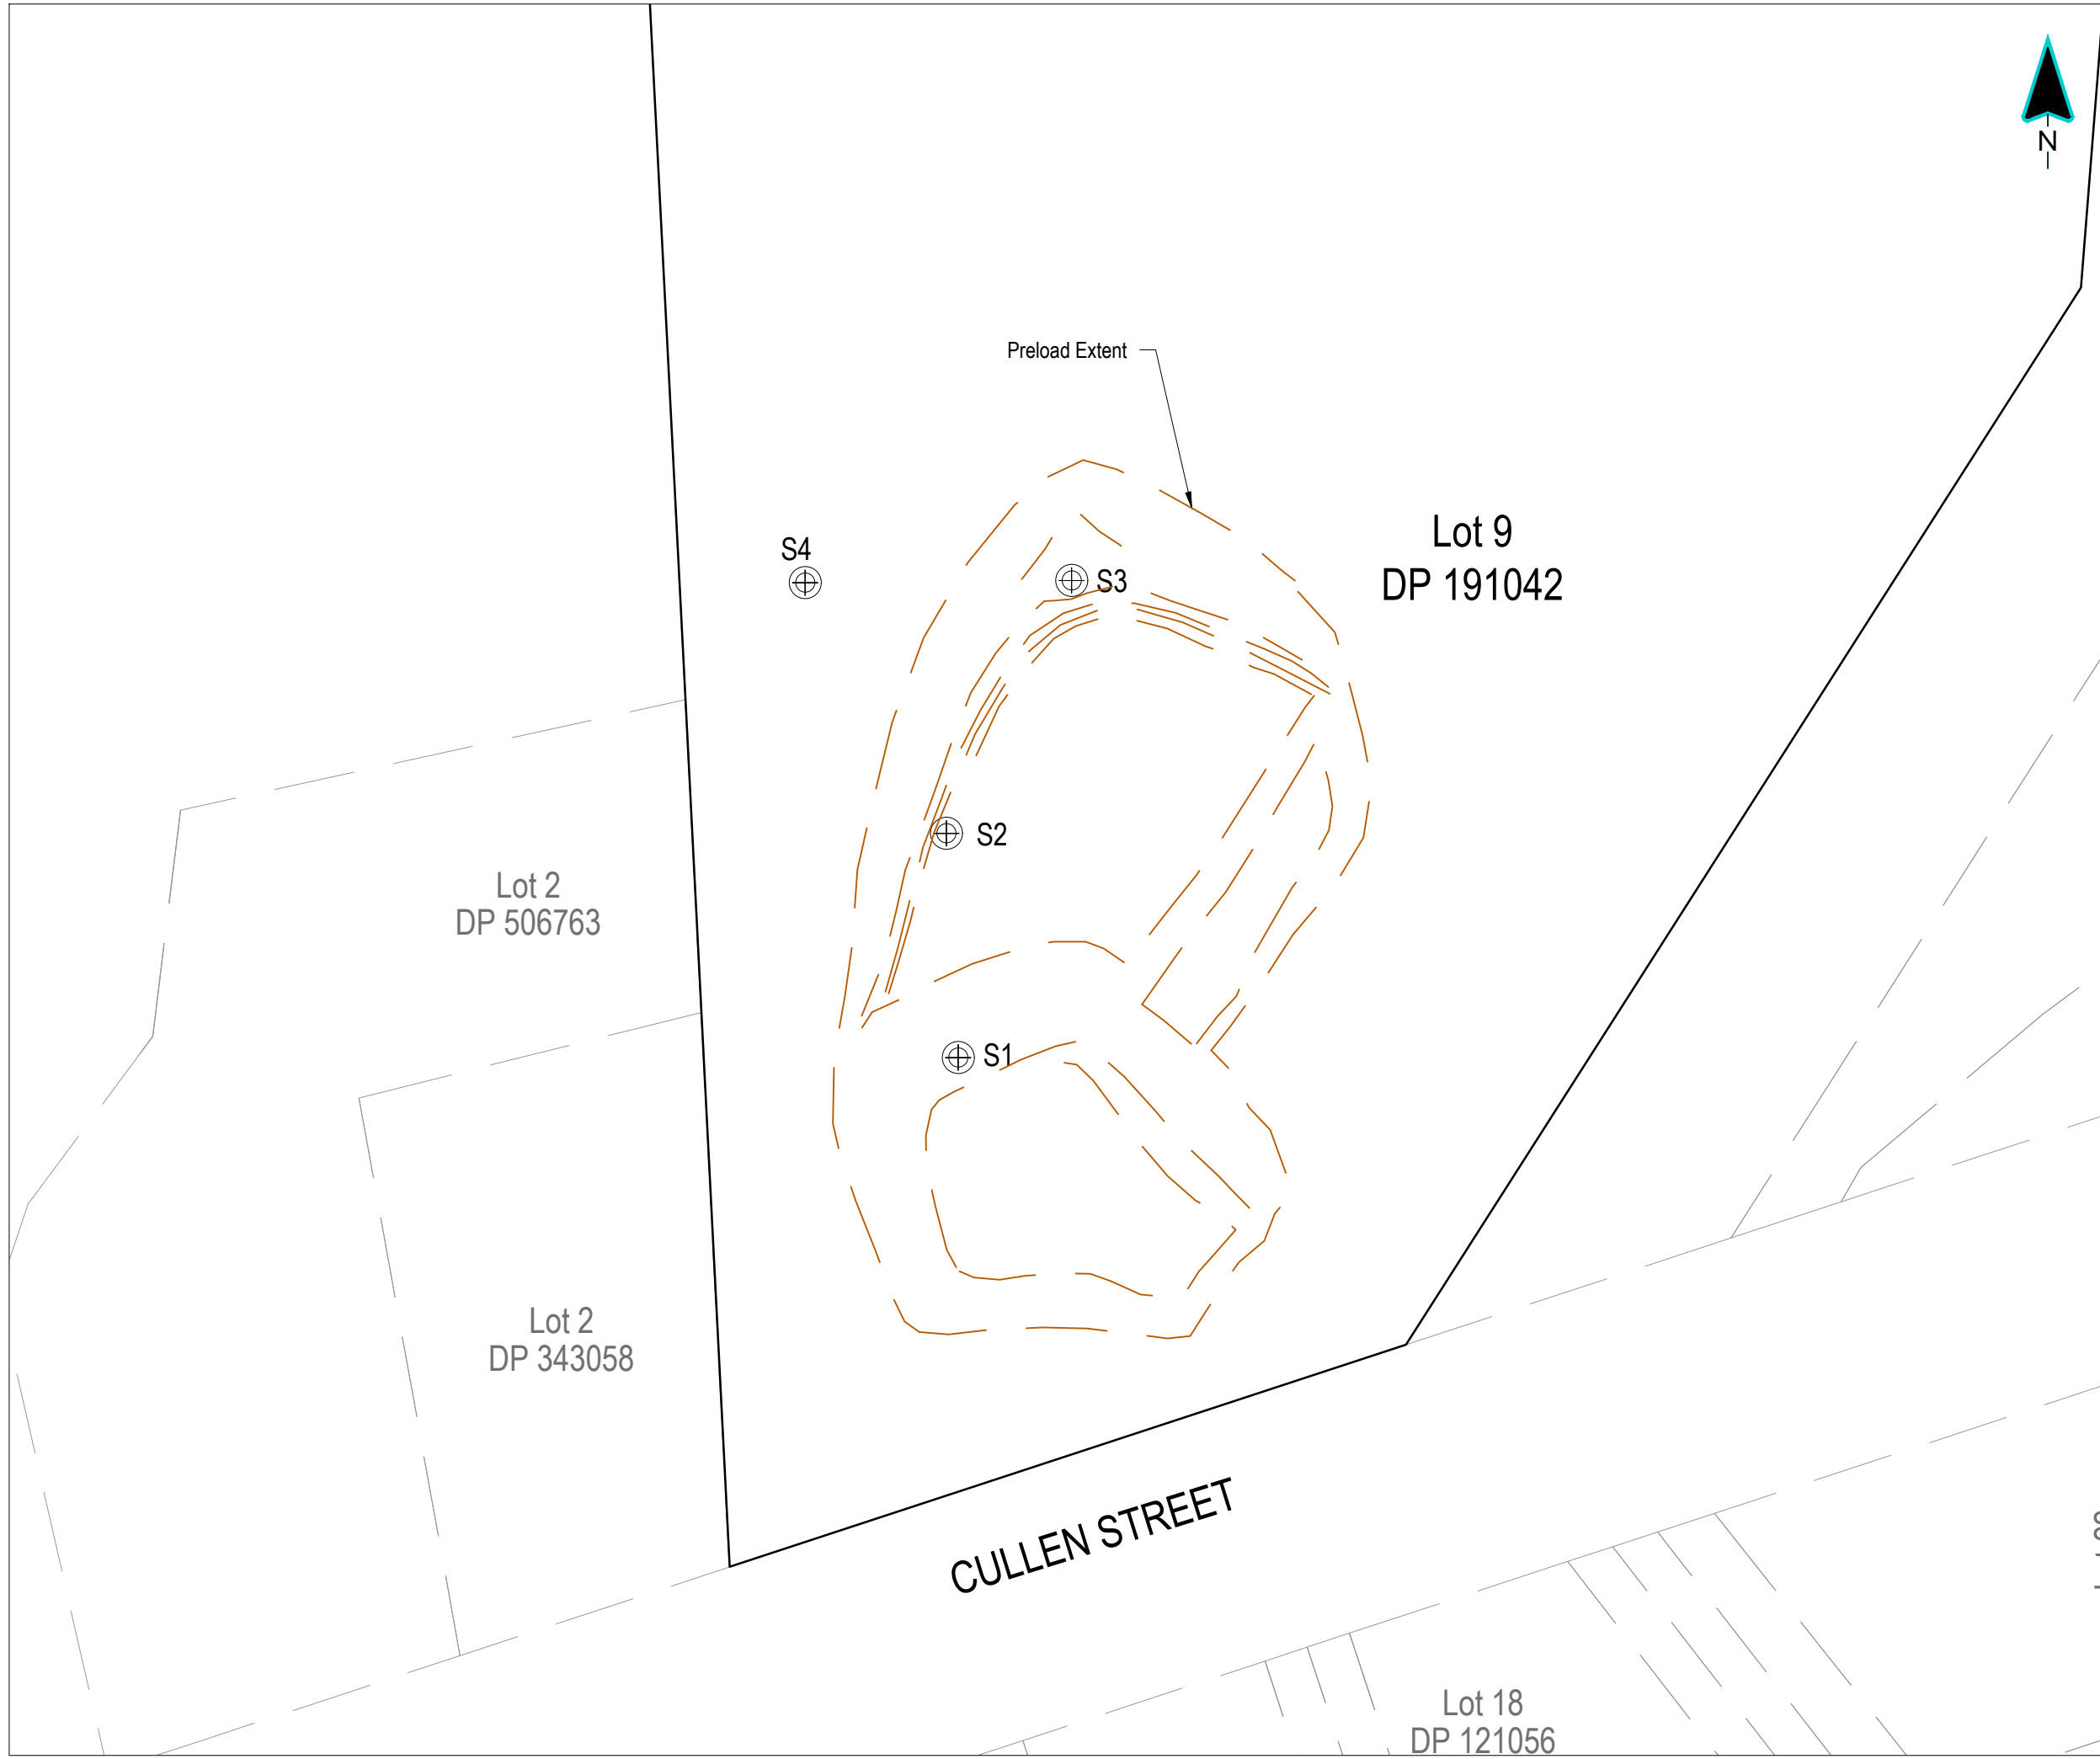 N
Preload Extent
Lot 9
DP 191042
S4
S3
S2
Lot 2
DP 506763
S1
Lot 2
DP 343058
CULLEN STREET
Lot 18
DP 121056